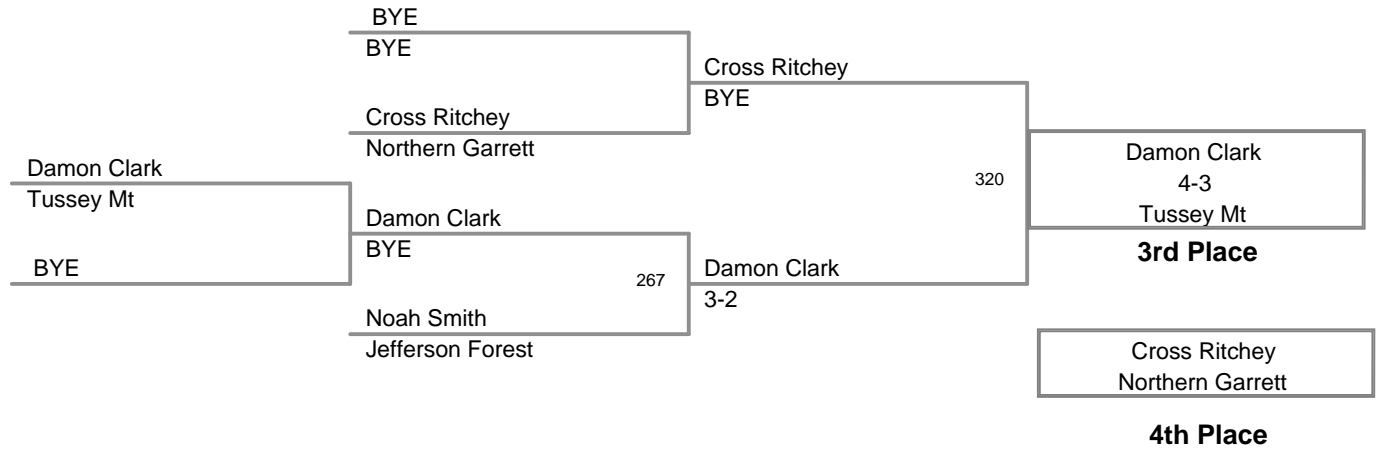 BYE
BYE
Cross Ritchey
BYE
Cross Ritchey
Northern Garrett
Damon Clark
Tussey Mt
BYE
Damon Clark
BYE
267
Noah Smith
Jefferson Forest
Damon Clark
3-2
320
Damon Clark
4-3
Tussey Mt
3rd Place
Cross Ritchey
Northern Garrett
4th Place